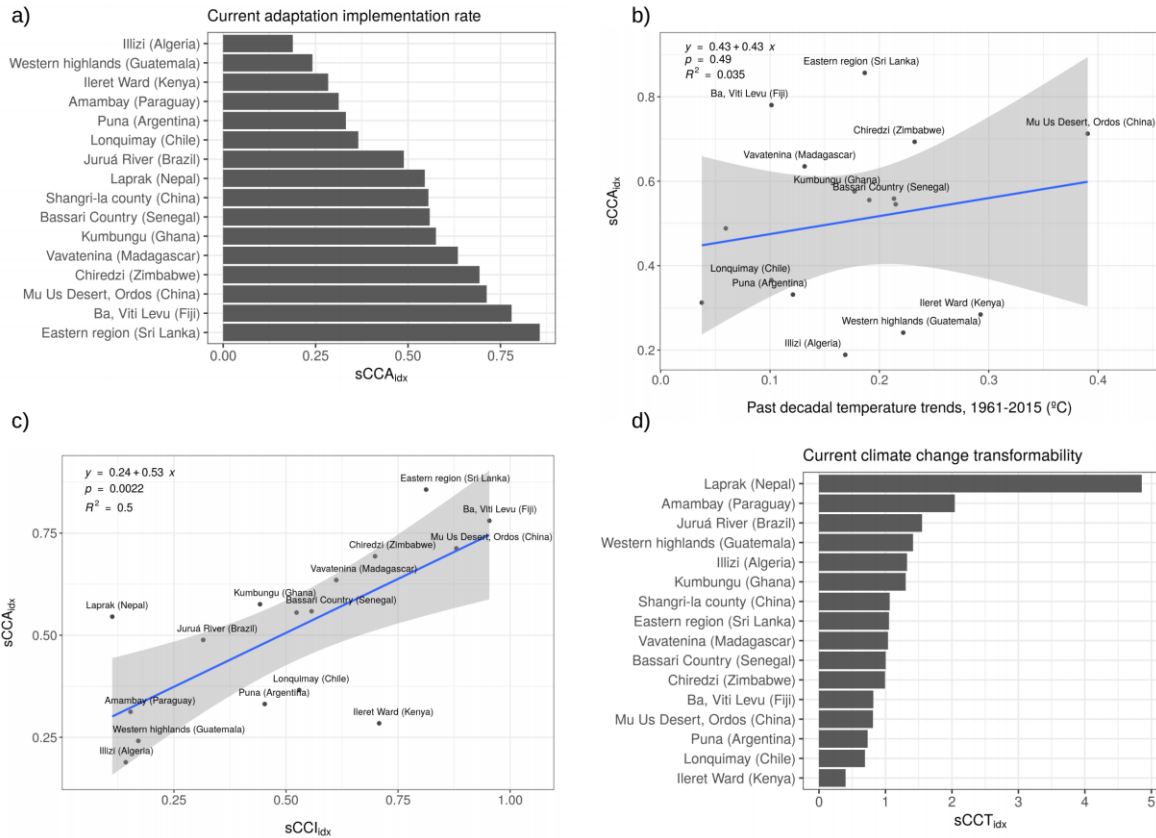 a)
Current adaptation implementation rate
Illizi (Algeria)
Western highlands (Guatemala)
Ileret Ward (Kenya)
Amambay (Paraguay)
Puna (Argentina)
Lonquimay (Chile)
Juruá River (Brazil)
Laprak (Nepal)
Shangri-la county (China)
Bassari Country (Senegal)
Kumbungu (Ghana)
Vavatenina (Madagascar)
Chiredzi (Zimbabwe)
Mu Us Desert, Ordos (China)
Ba, Viti Levu (Fiji)
Eastern region (Sri Lanka)
0.00 0.25 0.50 0.75
sCCAidx
b)
y = 0.43 + 0.43 x
p = 0.49
R² = 0.035
Eastern region (Sri Lanka)
Ba, Viti Levu (Fiji)
Mu Us Desert, Ordos (China)
Chiredzi (Zimbabwe)
Vavatenina (Madagascar)
Kumbungu (Ghana)
Bassari Country (Senegal)
Lonquimay (Chile)
Puna (Argentina)
Ileret Ward (Kenya)
Western highlands (Guatemala)
Illizi (Algeria)
0.8
0.6
0.4
0.2
sCCAidx
0.0 0.1 0.2 0.3 0.4
Past decadal temperature trends, 1961-2015 (ºC)
c)
y = 0.24 + 0.53 x
p = 0.0022
R² = 0.5
Eastern region (Sri Lanka)
Ba, Viti Levu (Fiji)
Mu Us Desert, Ordos (China)
Chiredzi (Zimbabwe)
Vavatenina (Madagascar)
Kumbungu (Ghana)
Bassari Country (Senegal)
Laprak (Nepal)
Juruá River (Brazil)
Lonquimay (Chile)
Puna (Argentina)
Amambay (Paraguay)
Ileret Ward (Kenya)
Western highlands (Guatemala)
Illizi (Algeria)
0.75
0.50
0.25
sCCAidx
0.25 0.50 0.75 1.00
sCCIidx
d)
Current climate change transformability
Laprak (Nepal)
Amambay (Paraguay)
Juruá River (Brazil)
Western highlands (Guatemala)
Illizi (Algeria)
Kumbungu (Ghana)
Shangri-la county (China)
Eastern region (Sri Lanka)
Vavatenina (Madagascar)
Bassari Country (Senegal)
Chiredzi (Zimbabwe)
Ba, Viti Levu (Fiji)
Mu Us Desert, Ordos (China)
Puna (Argentina)
Lonquimay (Chile)
Ileret Ward (Kenya)
0 1 2 3 4 5
sCCTidx